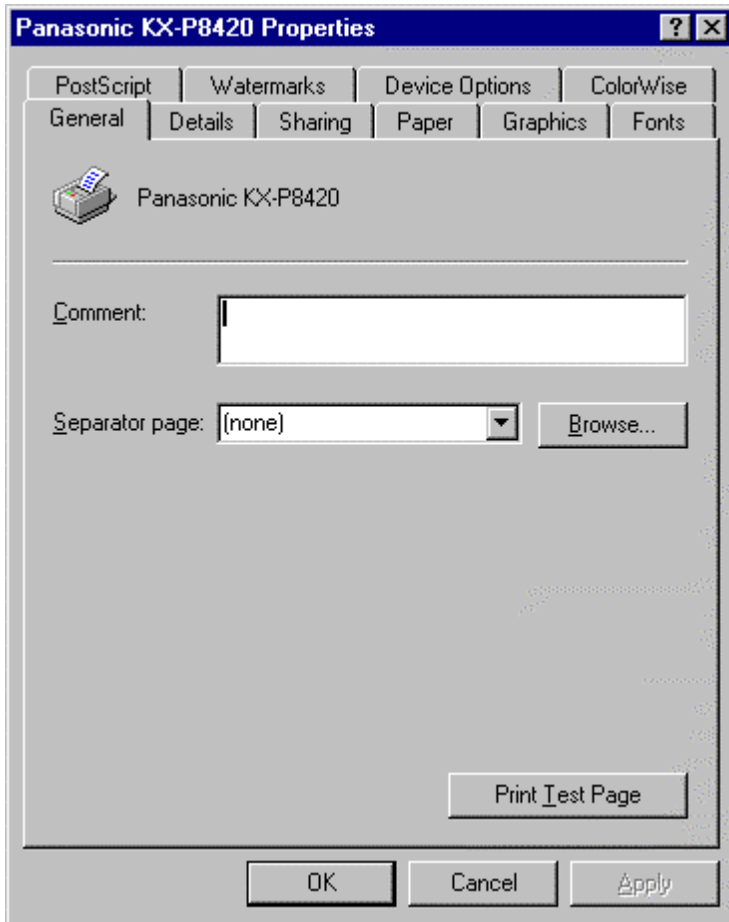 Panasonic KX-P8420 Properties ? X
PostScript Watermarks Device Options ColorWise
General Details Sharing Paper Graphics Fonts
Panasonic KX-P8420
Comment:
Separator page: (none) Browse...
Print Test Page
OK Cancel Apply